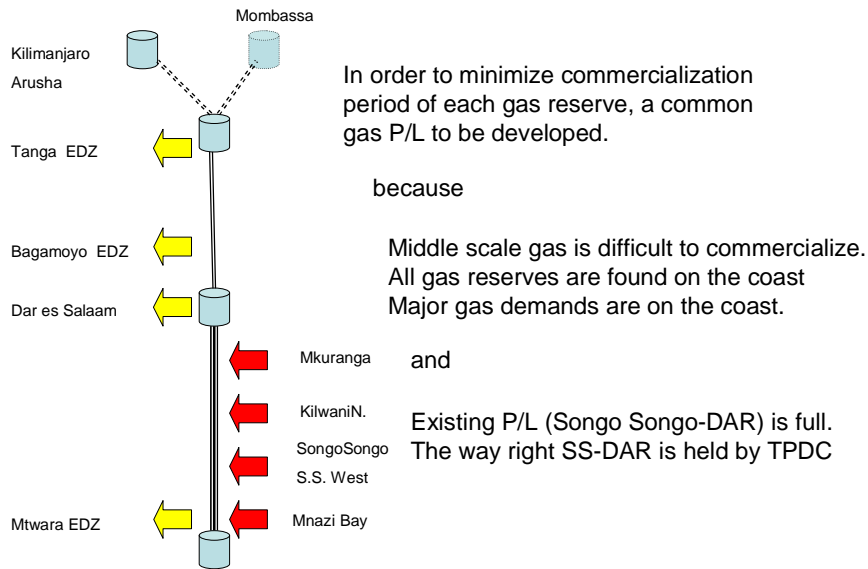 Mombassa
Kilimanjaro
Arusha
In order to minimize commercialization
period of each gas reserve, a common
gas P/L to be developed.
Tanga EDZ
because
Bagamoyo EDZ
Middle scale gas is difficult to commercialize.
All gas reserves are found on the coast
Major gas demands are on the coast.
Dar es Salaam
Mkuranga
and
KilwaniN.
Existing P/L (Songo Songo-DAR) is full.
The way right SS-DAR is held by TPDC
SongoSongo
S.S. West
Mtwara EDZ
Mnazi Bay